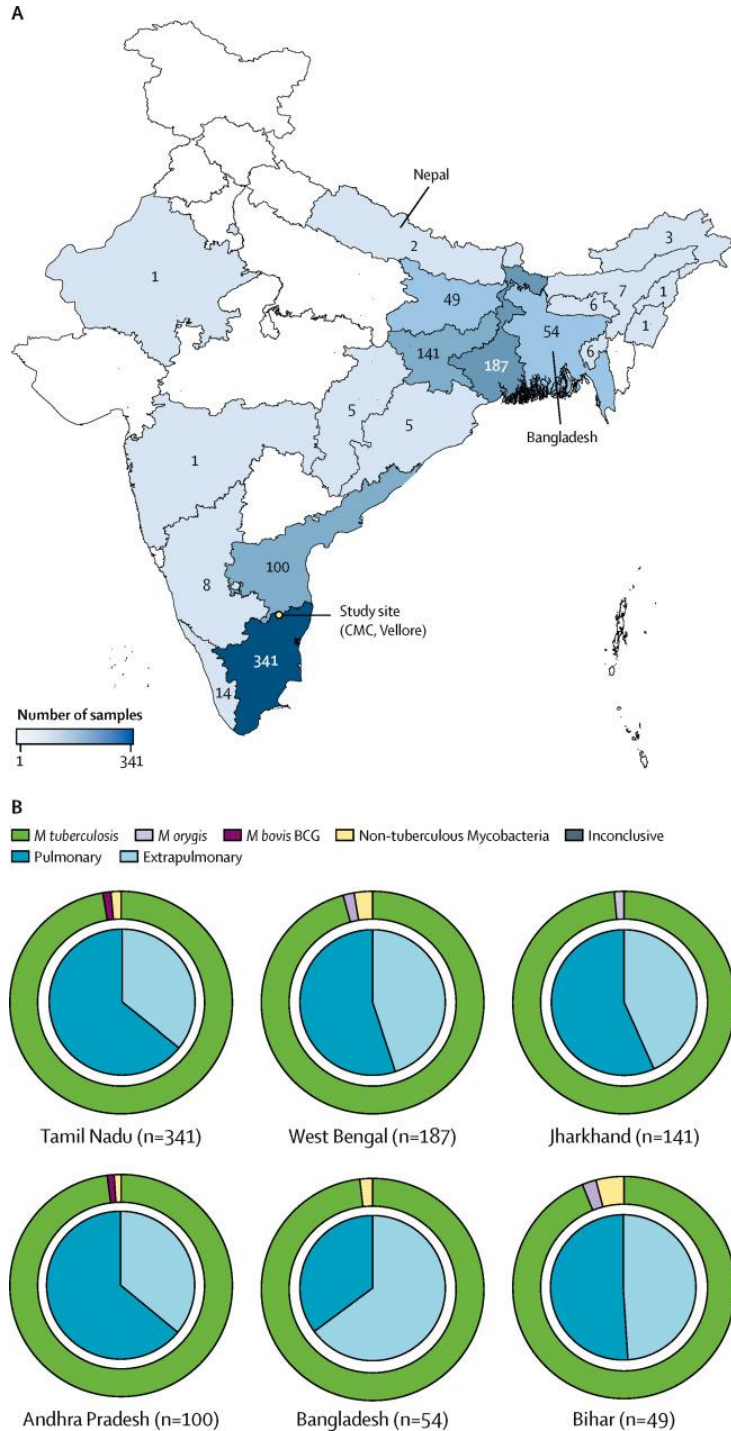 A
Nepal
2
3
1
49
7
6
1
54
1
141
187
6
5
5
Bangladesh
1
100
8
Study site
(CMC, Vellore)
341
14
Number of samples
1
341
B
M tuberculosis
M orygis
M bovis BCG
Non-tuberculous Mycobacteria
Inconclusive
Pulmonary
Extrapulmonary
Tamil Nadu (n=341)
West Bengal (n=187)
Jharkhand (n=141)
Andhra Pradesh (n=100)
Bangladesh (n=54)
Bihar (n=49)